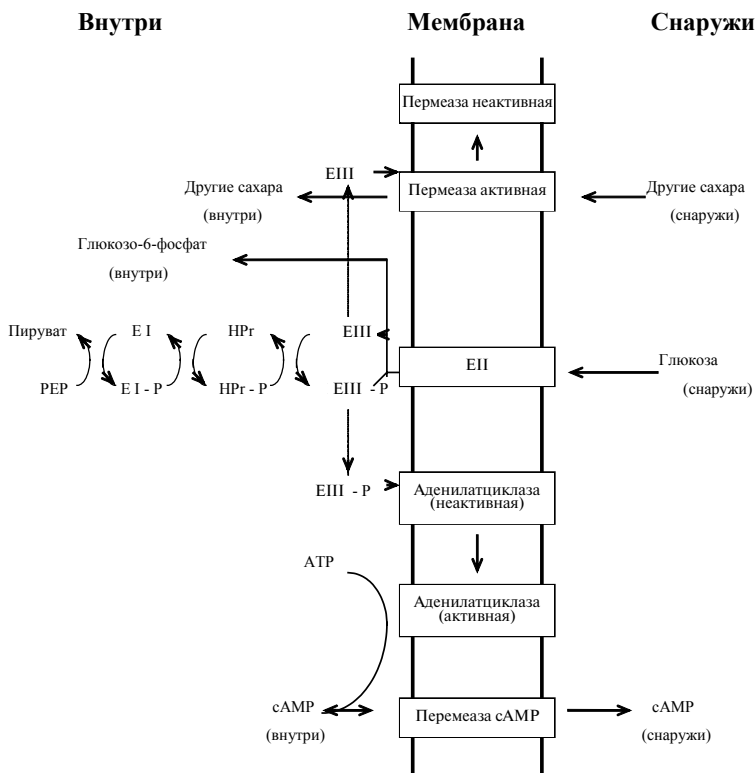 Внутри Мембрана Снаружи
Пермеаза неактивная
EIII
Пермеаза активная
Другие сахара
(внутри)
Другие сахара
(снаружи)
Глюкозо-6-фосфат
(внутри)
Пируват E I HPr EIII
EII
Глюкоза
(снаружи)
PEP E I - P HPr - P EIII - P
EIII - P
Аденилатциклаза
(неактивная)
ATP
Аденилатциклаза
(активная)
cAMP
(внутри)
Перемеаза cAMP
cAMP
(снаружи)